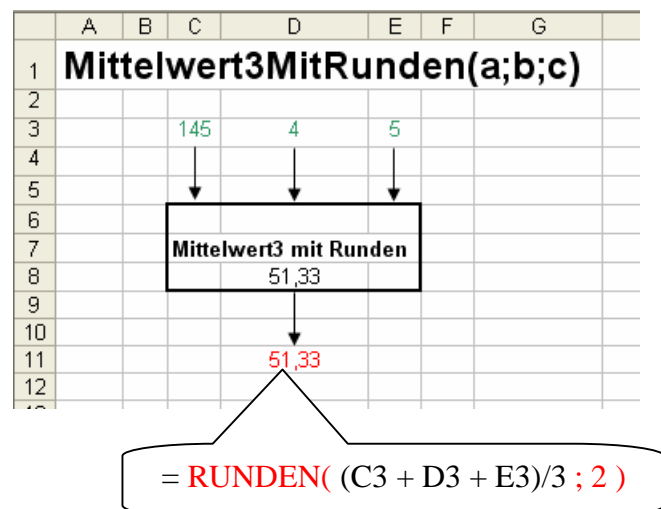 A B C D E F G
1 Mittelwert3MitRunden(a;b;c)
2
3 145 4 5
4
5
6
7 Mittelwert3 mit Runden
8 51,33
9
10
11 51,33
12
= RUNDEN( (C3 + D3 + E3)/3 ; 2 )